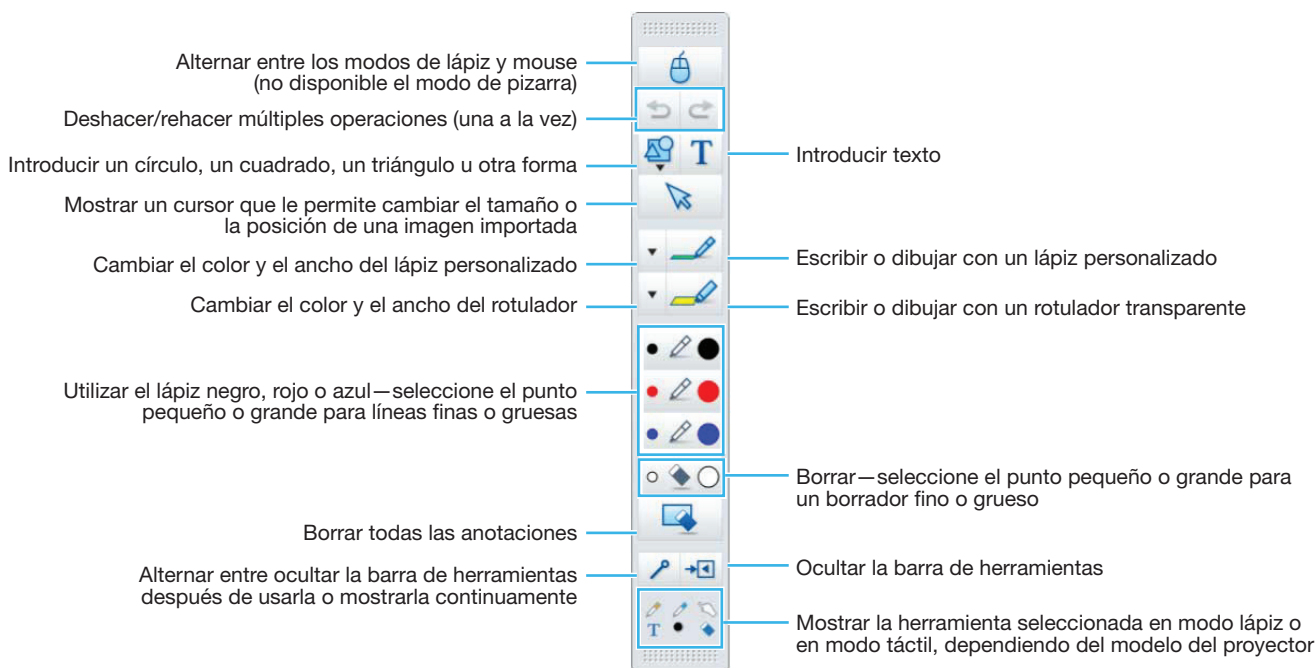 Alternar entre los modos de lápiz y mouse
(no disponible el modo de pizarra)
Deshacer/rehacer múltiples operaciones (una a la vez)
Introducir un círculo, un cuadrado, un triángulo u otra forma
T
Introducir texto
Mostrar un cursor que le permite cambiar el tamaño o
la posición de una imagen importada
Cambiar el color y el ancho del lápiz personalizado
Escribir o dibujar con un lápiz personalizado
Cambiar el color y el ancho del rotulador
Escribir o dibujar con un rotulador transparente
Utilizar el lápiz negro, rojo o azul—seleccione el punto
pequeño o grande para líneas finas o gruesas
Borrar—seleccione el punto pequeño o grande para
un borrador fino o grueso
Borrar todas las anotaciones
Alternar entre ocultar la barra de herramientas
después de usarla o mostrarla continuamente
Ocultar la barra de herramientas
T
Mostrar la herramienta seleccionada en modo lápiz o
en modo táctil, dependiendo del modelo del proyector